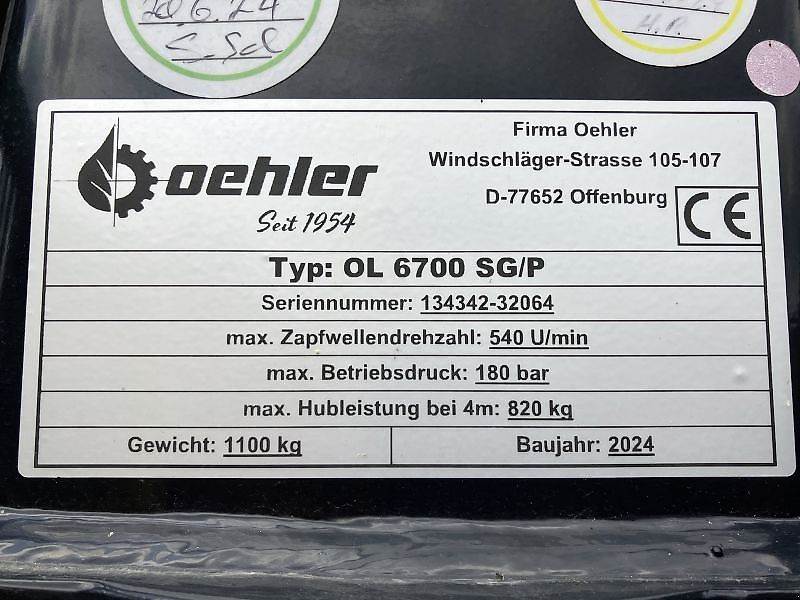 oehler
Seit 1954
Firma Oehler
Windschläger-Strasse 105-107
D-77652 Offenburg
CE
Typ: OL 6700 SG/P
Seriennummer: 134342-32064
max. Zapfwellendrehzahl: 540 U/min
max. Betriebsdruck: 180 bar
max. Hubleistung bei 4m: 820 kg
Gewicht: 1100 kg
Baujahr: 2024